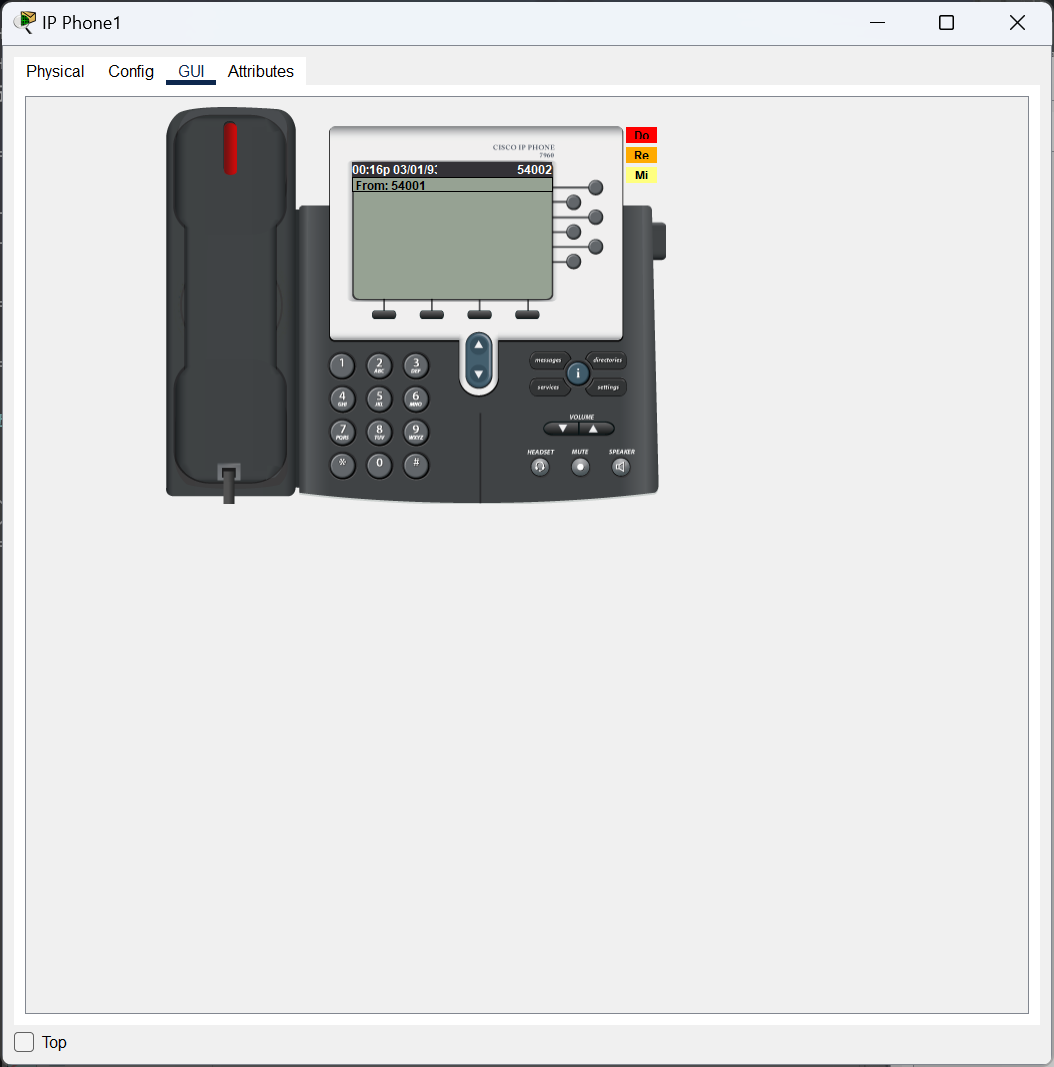 IP Phone1
Physical Config GUI Attributes
CISCO IP PHONE
7960
Do
Re
Mi
00:16p 03/01/93 54002
From: 54001
1 2 ABC 3 DEF
4 GHI 5 JKL 6 MNO
7 PQRS 8 TUV 9 WXYZ
* 0 #
messages directories
i
services settings
VOLUME
HEADSET MUTE SPEAKER
Top